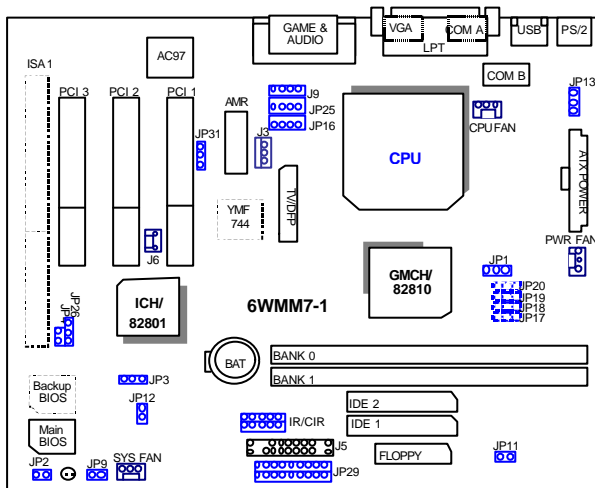 GAME &
AUDIO
VGA
COM A
LPT
USB
PS/2
ISA 1
AC97
COM B
JP13
PCI 3
PCI 2
PCI 1
J9
JP25
JP16
AMR
J3
JP31
CPU FAN
CPU
ATX POWER
TV/DFP
YMF
744
J6
PWR FAN
JP1
GMCH/
82810
ICH/
82801
6WMM7-1
JP20
JP19
JP18
JP17
JP26
BAT
BANK 0
BANK 1
JP3
JP12
Backup
BIOS
Main
BIOS
IDE 2
IDE 1
IR/CIR
J5
FLOPPY
JP11
JP2
JP9
SYS FAN
JP29